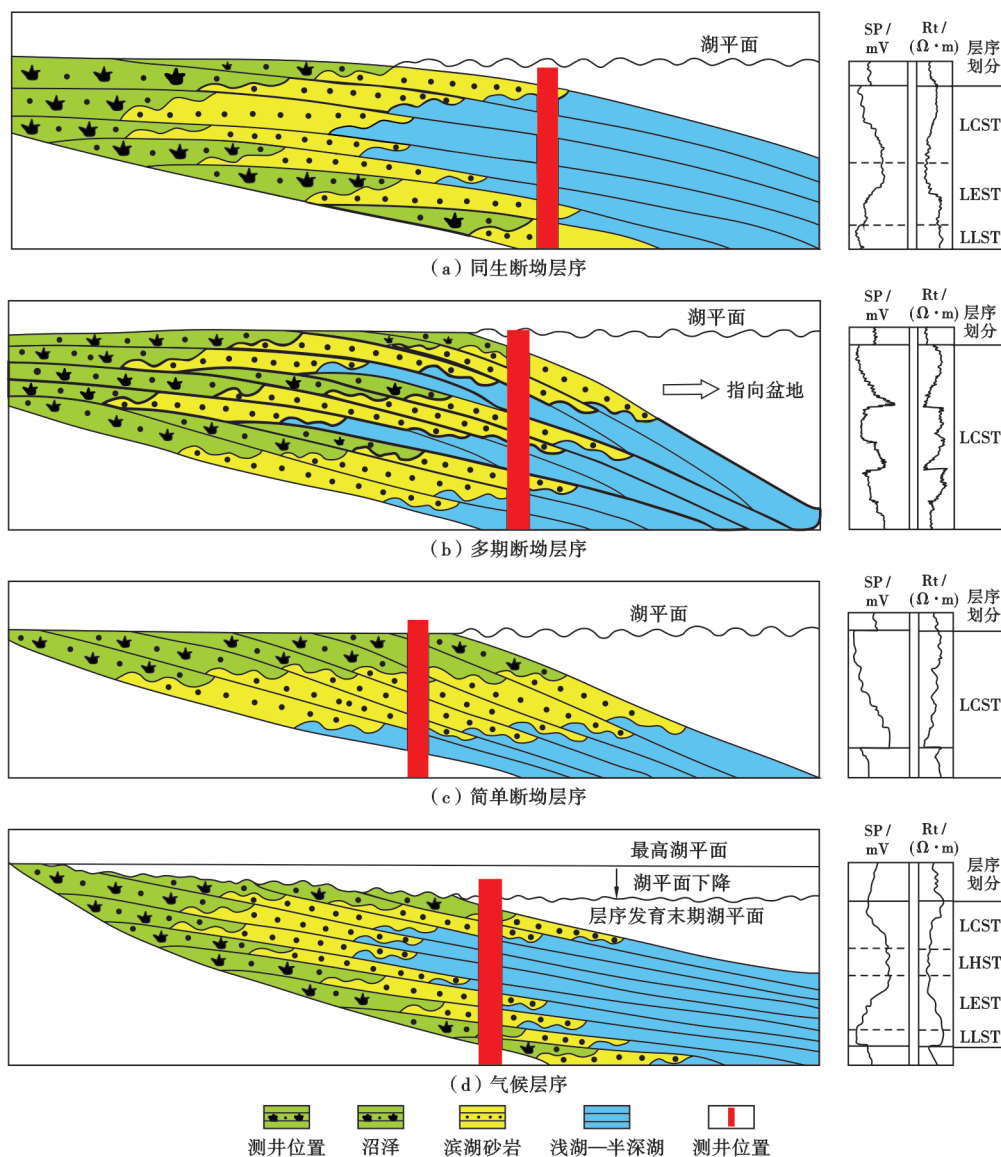 湖平面
SP/
mV
Rt/
(Ω·m)
层序
划分
LCST
LEST
LLST
(a)同生断坳层序
湖平面
指向盆地
SP/
mV
Rt/
(Ω·m)
层序
划分
LCST
(b)多期断坳层序
湖平面
SP/
mV
Rt/
(Ω·m)
层序
划分
LCST
(c)简单断坳层序
最高湖平面
湖平面下降
层序发育末期湖平面
SP/
mV
Rt/
(Ω·m)
层序
划分
LCST
LHST
LEST
LLST
(d)气候层序
测井位置
沼泽
滨湖砂岩
浅湖—半深湖
测井位置